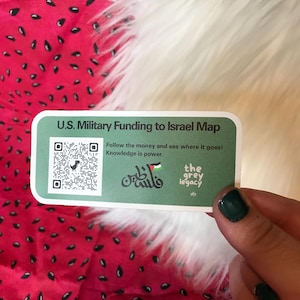 U.S. Military Funding to Israel Map
Follow the money and see where it goes!
Knowledge is power.
فلسطين
the
grey
legacy